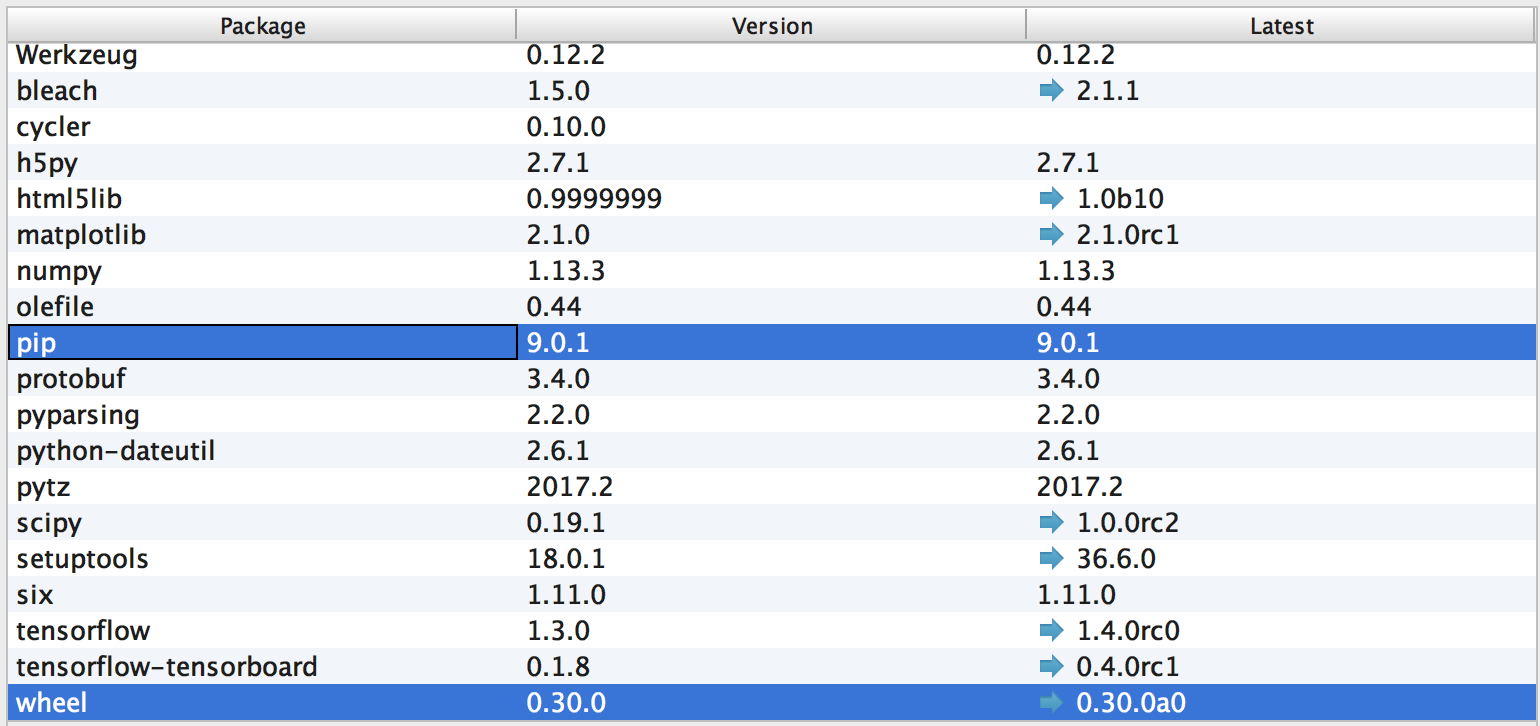 Package Version Latest
Werkzeug 0.12.2 0.12.2
bleach 1.5.0 2.1.1
cycler 0.10.0
h5py 2.7.1 2.7.1
html5lib 0.9999999 1.0b10
matplotlib 2.1.0 2.1.0rc1
numpy 1.13.3 1.13.3
olefile 0.44 0.44
pip 9.0.1 9.0.1
protobuf 3.4.0 3.4.0
pyparsing 2.2.0 2.2.0
python-dateutil 2.6.1 2.6.1
pytz 2017.2 2017.2
scipy 0.19.1 1.0.0rc2
setuptools 18.0.1 36.6.0
six 1.11.0 1.11.0
tensorflow 1.3.0 1.4.0rc0
tensorflow-tensorboard 0.1.8 0.4.0rc1
wheel 0.30.0 0.30.0a0